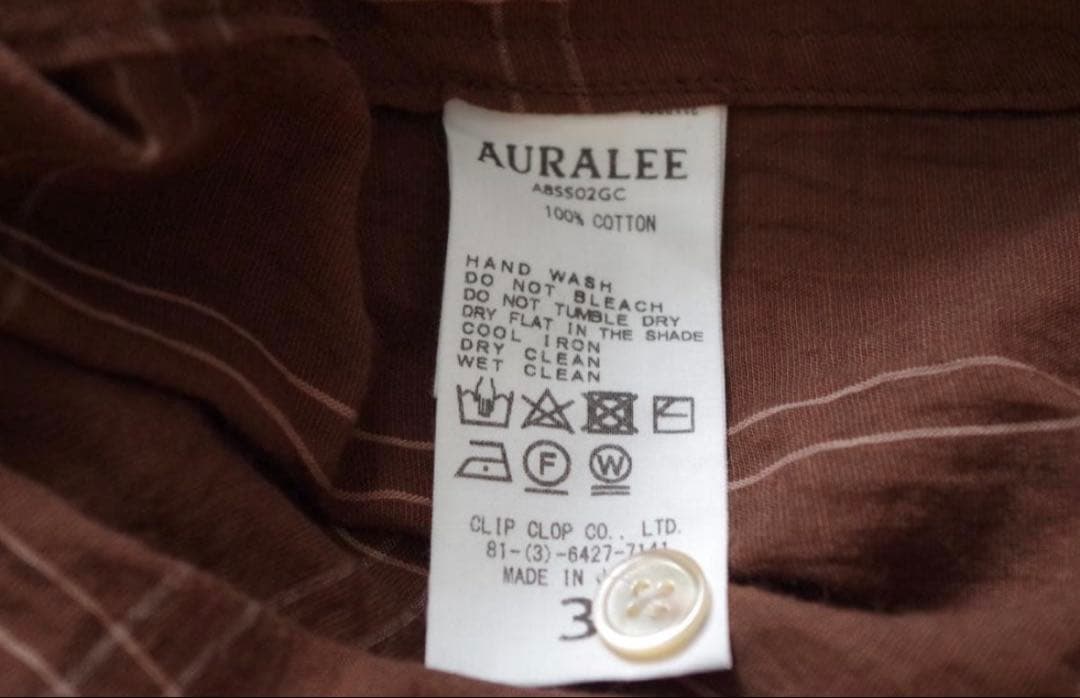 AURALEE
A8SS02GC
100% COTTON
HAND WASH
DO NOT BLEACH
DO NOT TUMBLE DRY
DRY FLAT IN THE SHADE
COOL IRON
DRY CLEAN
WET CLEAN
F W
CLIP CLOP CO., LTD.
81-(3)-6427-7141
MADE IN
3